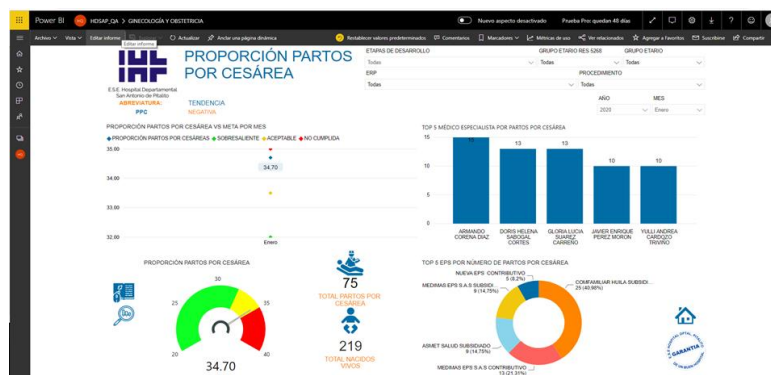 Power BI HDSAP_QA > GINECOLOGÍA Y OBSTETRICIA Nuevo aspecto desactivado Prueba Pro: quedan 48 días
Archivo Vista Editar informe Actualizar Anclar una página dinámica Restablecer valores predeterminados Comentarios Marcadores Métricas de uso Ver relacionados Agregar a Favoritos Suscribirse Compartir
Editar informe
PROPORCIÓN PARTOS
POR CESÁREA
E.S.E. Hospital Departamental
San Antonio de Pitalito
ABREVIATURA: TENDENCIA
PPC NEGATIVA
ETAPAS DE DESARROLLO GRUPO ETARIO RES 5268 GRUPO ETARIO
Todas Todas Todas
ERP PROCEDIMIENTO
Todas Todas
AÑO MES
2020 Enero
PROPORCIÓN PARTOS POR CESÁREA VS META POR MES
PROPORCIÓN PARTOS POR CESÁREAS SOBRESALIENTE ACEPTABLE NO CUMPLIDA
35,00
34.70
34,00
33,00
32,00
Enero
TOP 5 MÉDICO ESPECIALISTA POR PARTOS POR CESÁREA
15
10
5
0
15 13 13 10 10
ARMANDO CORENA DIAZ
DORIS HELENA SABOGAL CORTES
GLORIA LUCIA SUAREZ CARREÑO
JAVIER ENRIQUE PEREZ MORON
YULLI ANDREA CARDOZO TRIVIÑO
PROPORCIÓN PARTOS POR CESÁREA
20 25 30 35 40
34.70
75
TOTAL PARTOS POR
CESÁREA
219
TOTAL NACIDOS
VIVOS
TOP 5 EPS POR NÚMERO DE PARTOS POR CESÁREA
NUEVA EPS CONTRIBUTIVO
5 (8.2%)
MEDIMAS EPS S.A.S SUBSIDI...
9 (14,75%)
COMFAMILIAR HUILA SUBSIDI...
25 (40,98%)
ASMET SALUD SUBSIDIADO
9 (14.75%)
MEDIMAS EPS S.A.S CONTRIBUTIVO
13 (21,31%)
GARANTÍA